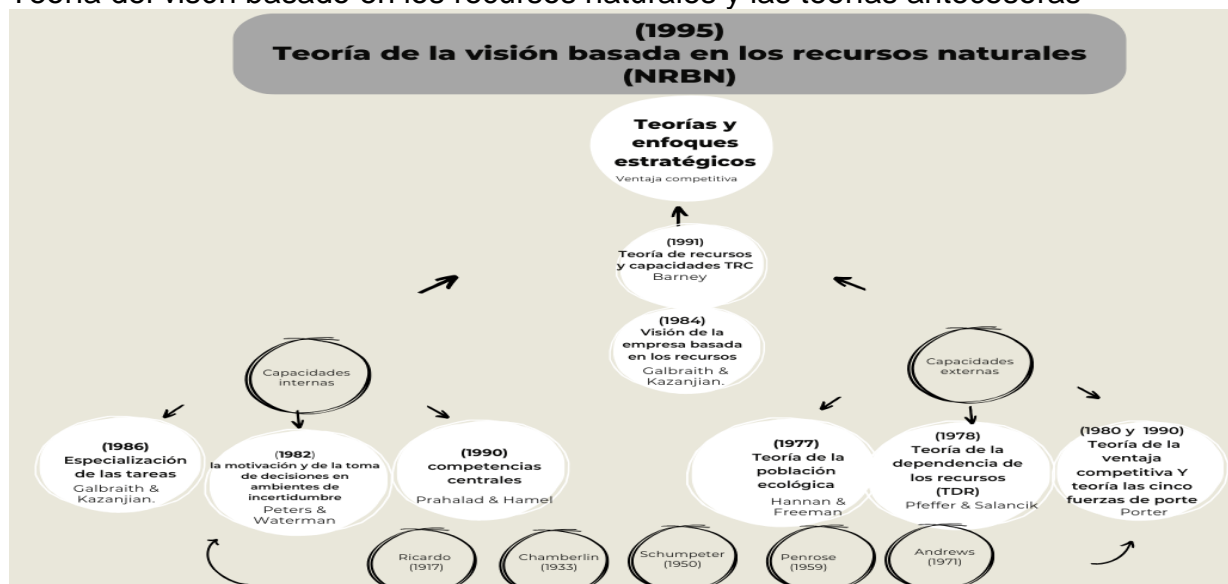 Teoría del visón basado en los recursos naturales y las teorías antecesoras
(1995)
Teoría de la visión basada en los recursos naturales
(NRBN)
Teorías y
enfoques
estratégicos
Ventaja competitiva
(1991)
Teoría de recursos
y capacidades TRC
Barney
(1984)
Visión de la
empresa basada
en los recursos
Galbraith &
Kazanjian.
Capacidades
internas
Capacidades
externas
(1986)
Especialización
de las tareas
Galbraith &
Kazanjian.
(1982)
la motivación y de la toma
de decisiones en
ambientes de
incertidumbre
Peters &
Waterman
(1990)
competencias
centrales
Prahalad & Hamel
(1977)
Teoría de la
población
ecológica
Hannan &
Freeman
(1978)
Teoría de la
dependencia de
los recursos
(TDR)
Pfeffer & Salancik
(1980 y 1990)
Teoría de la
ventaja
competitiva Y
teoría las cinco
fuerzas de porte
Porter
Ricardo
(1917)
Chamberlin
(1933)
Schumpeter
(1950)
Penrose
(1959)
Andrews
(1971)